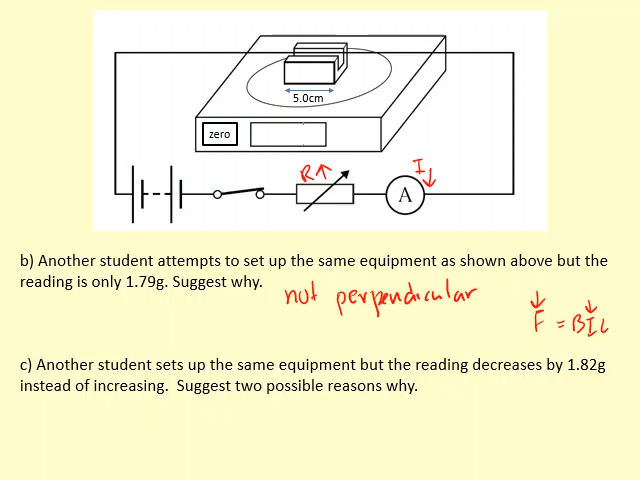 5.0cm
zero
R↑
I↓
A
b) Another student attempts to set up the same equipment as shown above but the
reading is only 1.79g. Suggest why.
not perpendicular
↓ ↓
F = BIL
c) Another student sets up the same equipment but the reading decreases by 1.82g
instead of increasing. Suggest two possible reasons why.